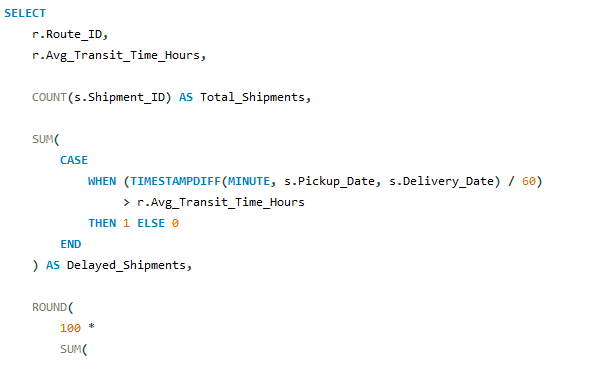 SELECT
    r.Route_ID,
    r.Avg_Transit_Time_Hours,
    COUNT(s.Shipment_ID) AS Total_Shipments,
    SUM(
        CASE
            WHEN (TIMESTAMPDIFF(MINUTE, s.Pickup_Date, s.Delivery_Date) / 60)
                 > r.Avg_Transit_Time_Hours
            THEN 1 ELSE 0
        END
    ) AS Delayed_Shipments,
    ROUND(
        100 *
        SUM(